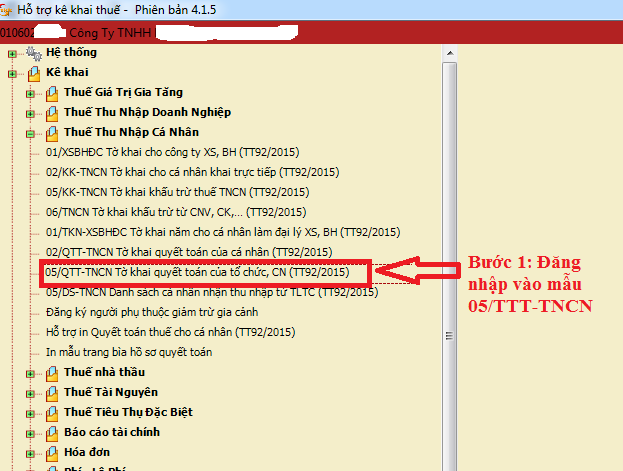 Hỗ trợ kê khai thuế - Phiên bản 4.1.5
010602 Công Ty TNHH
Hệ thống
Kê khai
Thuế Giá Trị Gia Tăng
Thuế Thu Nhập Doanh Nghiệp
Thuế Thu Nhập Cá Nhân
01/XSBHĐC Tờ khai cho công ty XS, BH (TT92/2015)
02/KK-TNCN Tờ khai cho cá nhân khai trực tiếp (TT92/2015)
05/KK-TNCN Tờ khai khấu trừ thuế TNCN (TT92/2015)
06/TNCN Tờ khai khấu trừ từ CNV, CK,... (TT92/2015)
01/TKN-XSBHĐC Tờ khai năm cho cá nhân làm đại lý XS, BH (TT92/2015)
02/QTT-TNCN Tờ khai quyết toán của cá nhân (TT92/2015)
05/QTT-TNCN Tờ khai quyết toán của tổ chức, CN (TT92/2015)
05/DS-TNCN Danh sách cá nhân nhận thu nhập từ TLTC (TT92/2015)
Đăng ký người phụ thuộc giảm trừ gia cảnh
Hỗ trợ in Quyết toán thuế cho cá nhân (TT92/2015)
In mẫu trang bìa hồ sơ quyết toán
Thuế nhà thầu
Thuế Tài Nguyên
Thuế Tiêu Thụ Đặc Biệt
Báo cáo tài chính
Hóa đơn
Bước 1: Đăng
nhập vào mẫu
05/TTT-TNCN